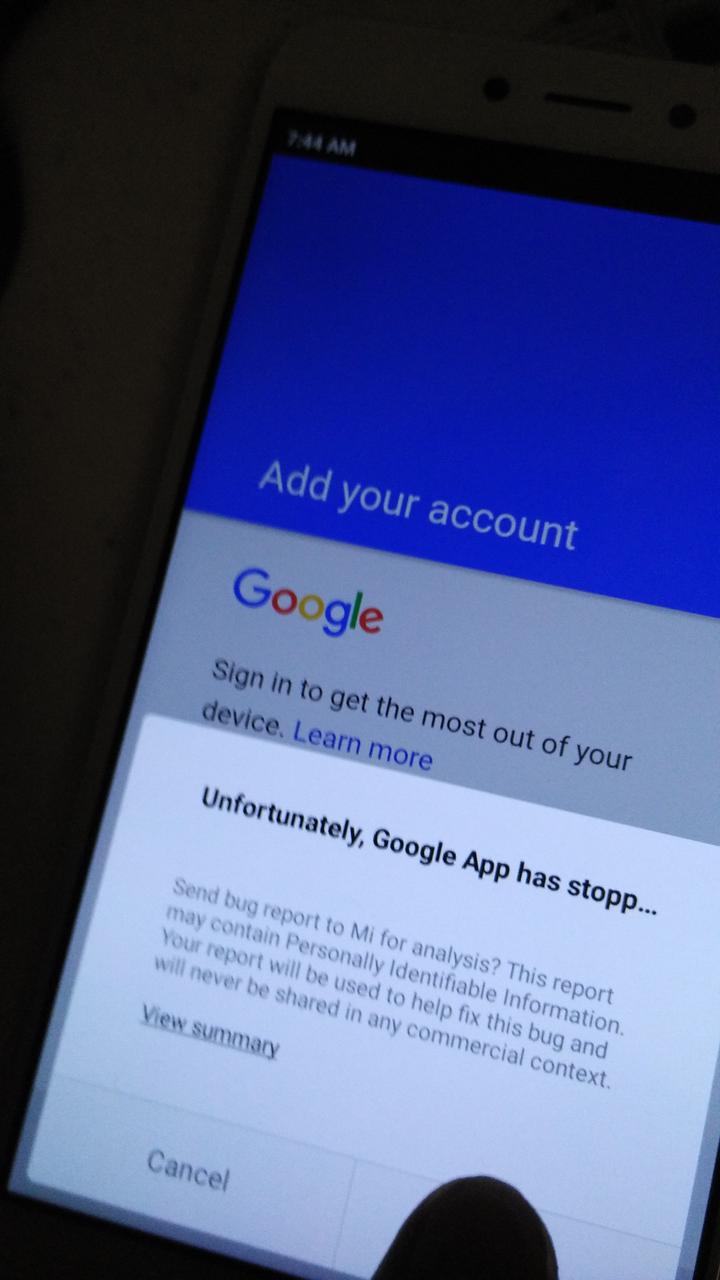 7:44 AM
Add your account
Google
Sign in to get the most out of your
device. Learn more
Unfortunately, Google App has stopp...
Send bug report to Mi for analysis? This report
may contain Personally Identifiable Information.
Your report will be used to help fix this bug and
will never be shared in any commercial context.
View summary
Cancel